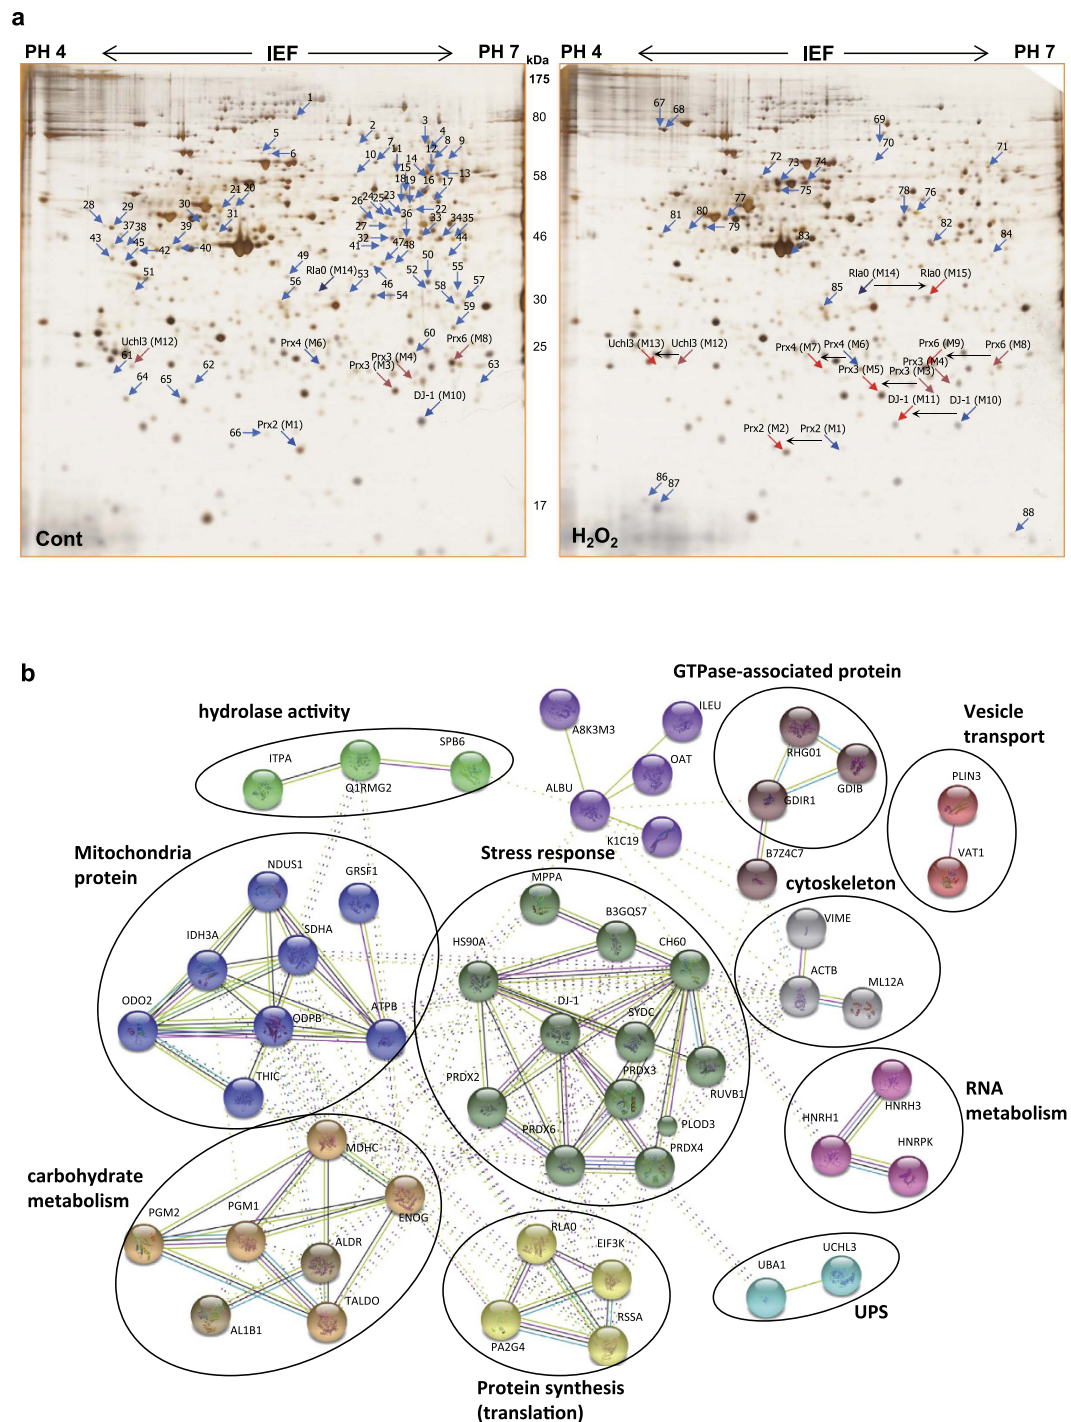 a
PH 4 IEF PH 7
kDa
PH 4 IEF PH 7
175
80
58
46
30
25
17
1
2
3
4
5
6
7
8
9
10
11
12
13
14
15
16
17
18
19
20
21
22
23
24
25
26
27
28
29
30
31
32
33
34
35
36
37
38
39
40
41
42
43
44
45
46
47
48
49
50
51
52
53
54
55
56
57
58
59
60
61
62
63
64
65
66
Rla0 (M14)
Uchl3 (M12)
Prx4 (M6)
Prx3 (M4)
Prx3 (M3)
Prx6 (M8)
DJ-1 (M10)
Prx2 (M1)
Cont
67
68
69
70
71
72
73
74
75
76
77
78
79
80
81
82
83
84
85
86
87
88
Rla0 (M14) Rla0 (M15)
Uchl3 (M13) Uchl3 (M12)
Prx4 (M7) Prx4 (M6)
Prx6 (M9) Prx6 (M8)
Prx3 (M4)
Prx3 (M5) Prx3 (M3)
DJ-1 (M11) DJ-1 (M10)
Prx2 (M2) Prx2 (M1)
H2O2
b
GTPase-associated protein
hydrolase activity
Vesicle
transport
ITPA
Q1RMG2
SPB6
A8K3M3
ILEU
OAT
ALBU
K1C19
RHG01
GDIB
GDIR1
B7Z4C7
PLIN3
VAT1
Mitochondria
protein
NDUS1
GRSF1
IDH3A
SDHA
ODO2
QDPB
ATPB
THIC
Stress response
MPPA
B3GQS7
HS90A
CH60
DJ-1
SYDC
PRDX2
PRDX3
RUVB1
PLOD3
PRDX6
PRDX4
cytoskeleton
VIME
ACTB
ML12A
RNA
metabolism
HNRH3
HNRH1
HNRPK
carbohydrate
metabolism
MDHC
PGM2
PGM1
ENOG
ALDR
AL1B1
TALDO
RLA0
EIF3K
RSSA
PA2G4
Protein synthesis
(translation)
UBA1
UCHL3
UPS